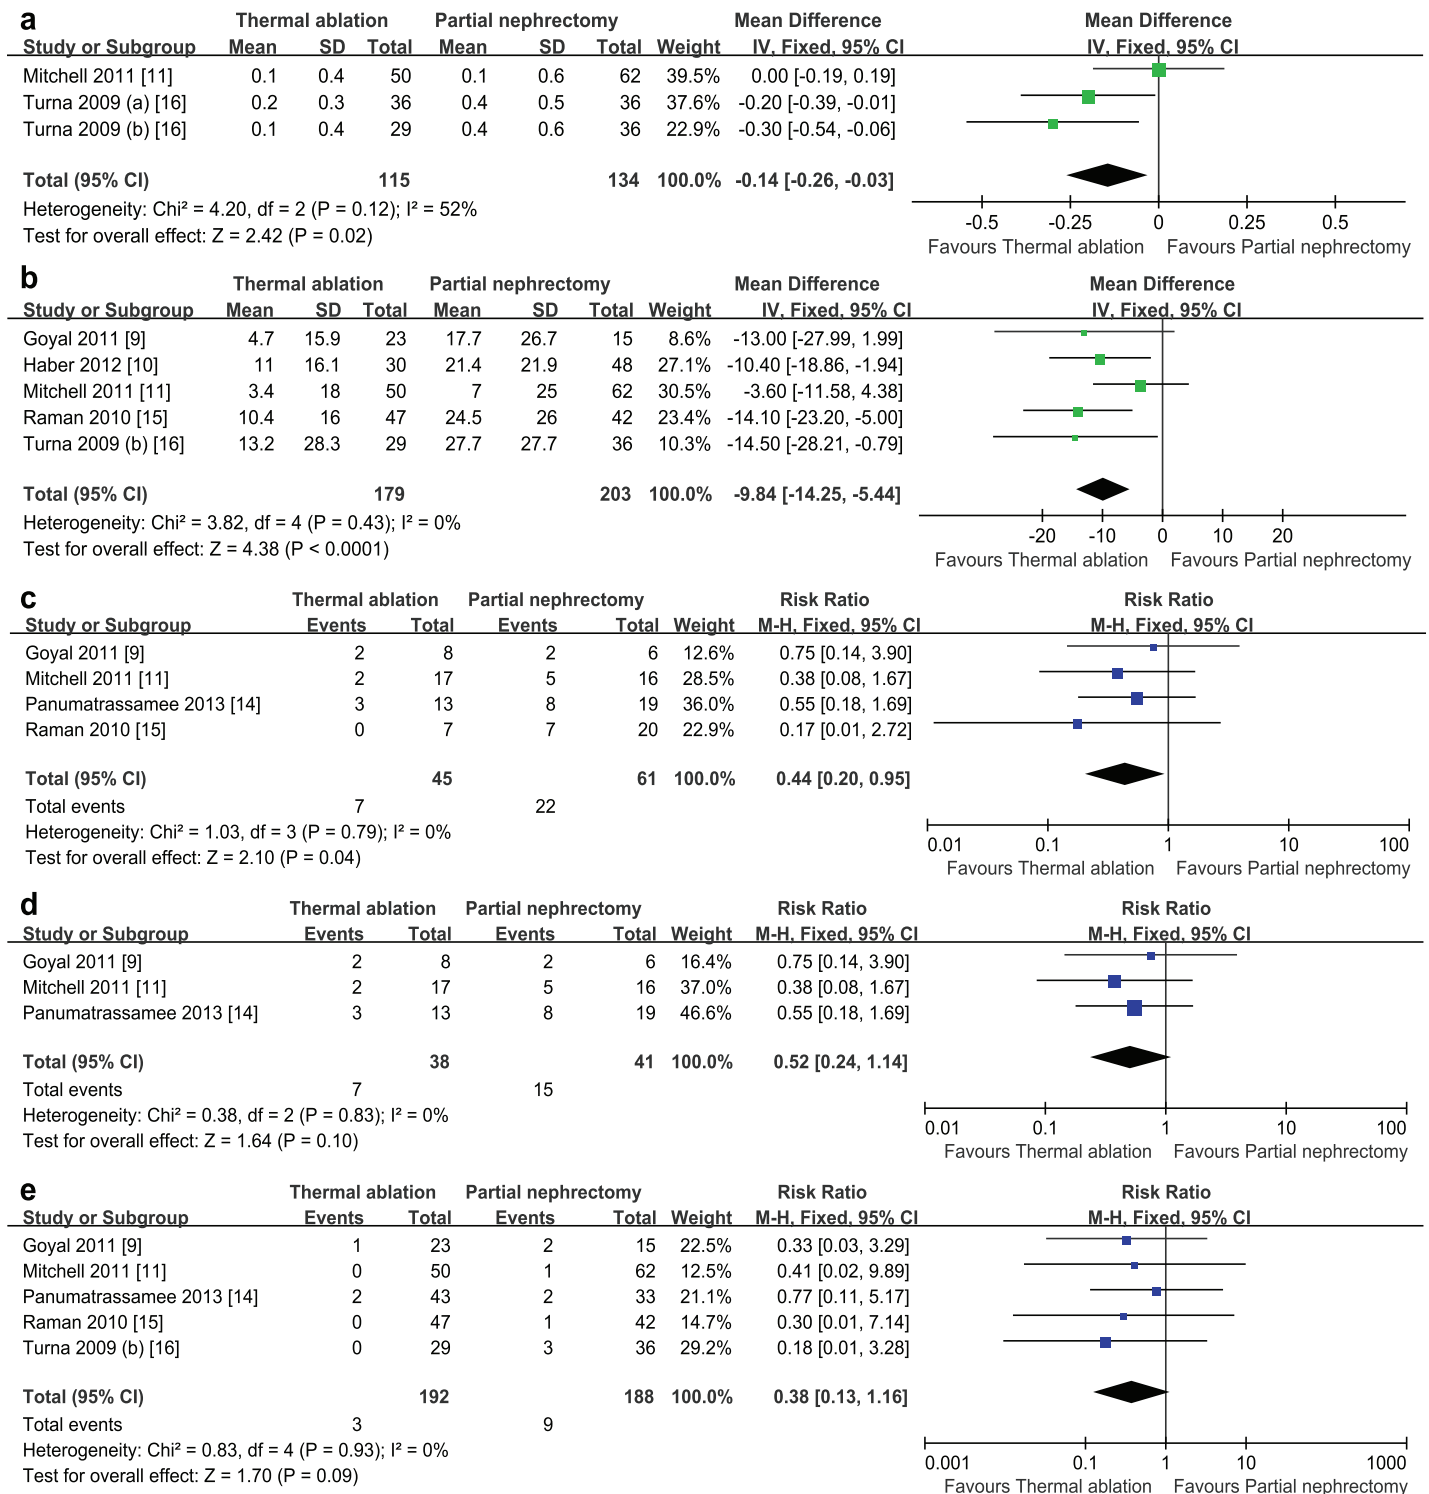 a
Thermal ablation Partial nephrectomy Mean Difference Mean Difference
Study or Subgroup Mean SD Total Mean SD Total Weight IV, Fixed, 95% CI IV, Fixed, 95% CI
Mitchell 2011 [11] 0.1 0.4 50 0.1 0.6 62 39.5% 0.00 [-0.19, 0.19]
Turna 2009 (a) [16] 0.2 0.3 36 0.4 0.5 36 37.6% -0.20 [-0.39, -0.01]
Turna 2009 (b) [16] 0.1 0.4 29 0.4 0.6 36 22.9% -0.30 [-0.54, -0.06]
Total (95% CI) 115 134 100.0% -0.14 [-0.26, -0.03]
Heterogeneity: Chi² = 4.20, df = 2 (P = 0.12); I² = 52%
Test for overall effect: Z = 2.42 (P = 0.02)
-0.5 -0.25 0 0.25 0.5
Favours Thermal ablation Favours Partial nephrectomy
b
Thermal ablation Partial nephrectomy Mean Difference Mean Difference
Study or Subgroup Mean SD Total Mean SD Total Weight IV, Fixed, 95% CI IV, Fixed, 95% CI
Goyal 2011 [9] 4.7 15.9 23 17.7 26.7 15 8.6% -13.00 [-27.99, 1.99]
Haber 2012 [10] 11 16.1 30 21.4 21.9 48 27.1% -10.40 [-18.86, -1.94]
Mitchell 2011 [11] 3.4 18 50 7 25 62 30.5% -3.60 [-11.58, 4.38]
Raman 2010 [15] 10.4 16 47 24.5 26 42 23.4% -14.10 [-23.20, -5.00]
Turna 2009 (b) [16] 13.2 28.3 29 27.7 27.7 36 10.3% -14.50 [-28.21, -0.79]
Total (95% CI) 179 203 100.0% -9.84 [-14.25, -5.44]
Heterogeneity: Chi² = 3.82, df = 4 (P = 0.43); I² = 0%
Test for overall effect: Z = 4.38 (P < 0.0001)
-20 -10 0 10 20
Favours Thermal ablation Favours Partial nephrectomy
c
Thermal ablation Partial nephrectomy Risk Ratio Risk Ratio
Study or Subgroup Events Total Events Total Weight M-H, Fixed, 95% CI M-H, Fixed, 95% CI
Goyal 2011 [9] 2 8 2 6 12.6% 0.75 [0.14, 3.90]
Mitchell 2011 [11] 2 17 5 16 28.5% 0.38 [0.08, 1.67]
Panumatrassamee 2013 [14] 3 13 8 19 36.0% 0.55 [0.18, 1.69]
Raman 2010 [15] 0 7 7 20 22.9% 0.17 [0.01, 2.72]
Total (95% CI) 45 61 100.0% 0.44 [0.20, 0.95]
Total events 7 22
Heterogeneity: Chi² = 1.03, df = 3 (P = 0.79); I² = 0%
Test for overall effect: Z = 2.10 (P = 0.04)
0.01 0.1 1 10 100
Favours Thermal ablation Favours Partial nephrectomy
d
Thermal ablation Partial nephrectomy Risk Ratio Risk Ratio
Study or Subgroup Events Total Events Total Weight M-H, Fixed, 95% CI M-H, Fixed, 95% CI
Goyal 2011 [9] 2 8 2 6 16.4% 0.75 [0.14, 3.90]
Mitchell 2011 [11] 2 17 5 16 37.0% 0.38 [0.08, 1.67]
Panumatrassamee 2013 [14] 3 13 8 19 46.6% 0.55 [0.18, 1.69]
Total (95% CI) 38 41 100.0% 0.52 [0.24, 1.14]
Total events 7 15
Heterogeneity: Chi² = 0.38, df = 2 (P = 0.83); I² = 0%
Test for overall effect: Z = 1.64 (P = 0.10)
0.01 0.1 1 10 100
Favours Thermal ablation Favours Partial nephrectomy
e
Thermal ablation Partial nephrectomy Risk Ratio Risk Ratio
Study or Subgroup Events Total Events Total Weight M-H, Fixed, 95% CI M-H, Fixed, 95% CI
Goyal 2011 [9] 1 23 2 15 22.5% 0.33 [0.03, 3.29]
Mitchell 2011 [11] 0 50 1 62 12.5% 0.41 [0.02, 9.89]
Panumatrassamee 2013 [14] 2 43 2 33 21.1% 0.77 [0.11, 5.17]
Raman 2010 [15] 0 47 1 42 14.7% 0.30 [0.01, 7.14]
Turna 2009 (b) [16] 0 29 3 36 29.2% 0.18 [0.01, 3.28]
Total (95% CI) 192 188 100.0% 0.38 [0.13, 1.16]
Total events 3 9
Heterogeneity: Chi² = 0.83, df = 4 (P = 0.93); I² = 0%
Test for overall effect: Z = 1.70 (P = 0.09)
0.001 0.1 1 10 1000
Favours Thermal ablation Favours Partial nephrectomy